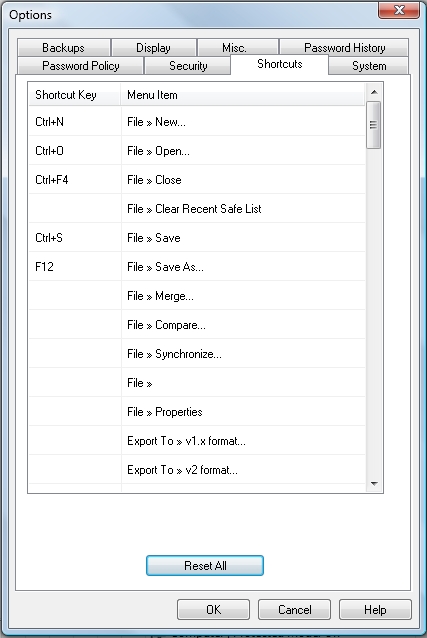 Options
Backups Display Misc. Password History
Password Policy Security Shortcuts System
Shortcut Key Menu Item
Ctrl+N File » New...
Ctrl+O File » Open...
Ctrl+F4 File » Close
File » Clear Recent Safe List
Ctrl+S File » Save
F12 File » Save As...
File » Merge...
File » Compare...
File » Synchronize...
File »
File » Properties
Export To » v1.x format...
Export To » v2 format...
Reset All
OK Cancel Help